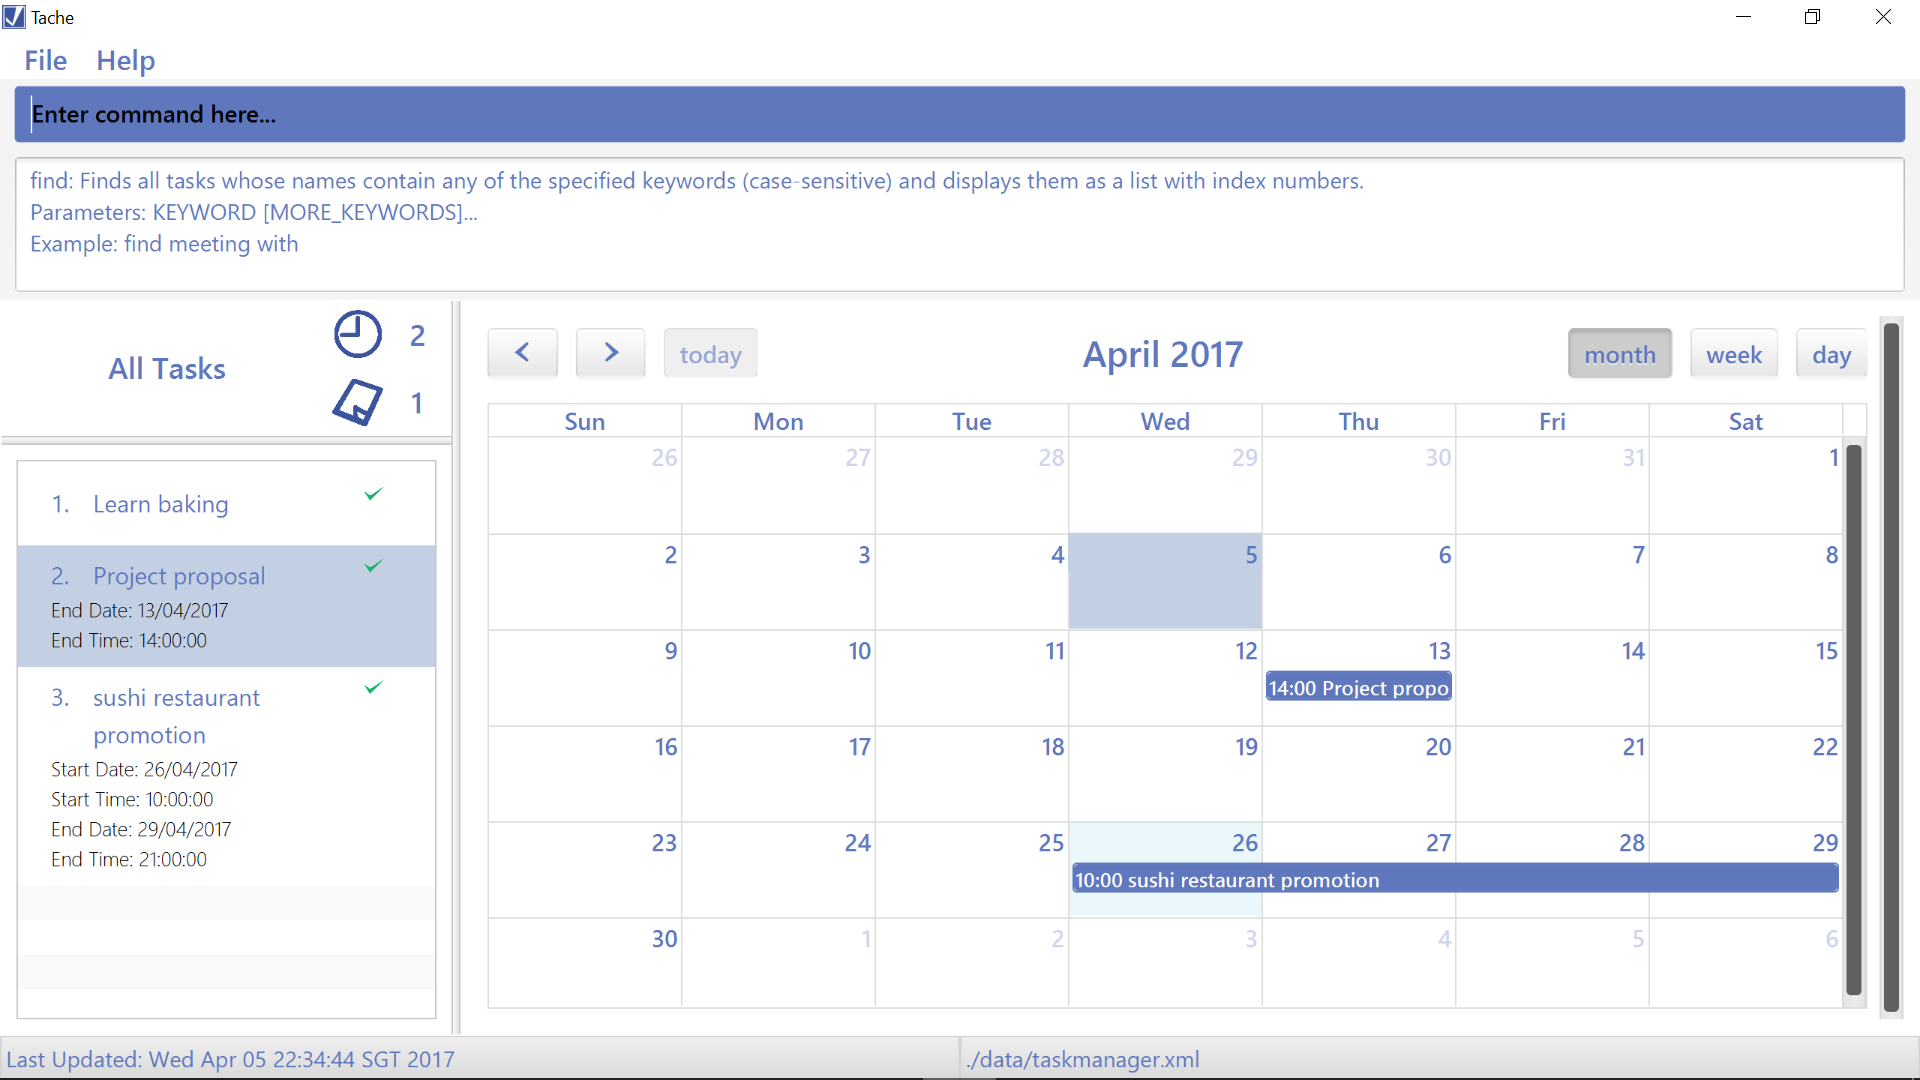 Tache
File Help
Enter command here...
find: Finds all tasks whose names contain any of the specified keywords (case-sensitive) and displays them as a list with index numbers.
Parameters: KEYWORD [MORE_KEYWORDS]...
Example: find meeting with
All Tasks
2
1
1. Learn baking
2. Project proposal
End Date: 13/04/2017
End Time: 14:00:00
3. sushi restaurant
promotion
Start Date: 26/04/2017
Start Time: 10:00:00
End Date: 29/04/2017
End Time: 21:00:00
today April 2017 month week day
Sun Mon Tue Wed Thu Fri Sat
26 27 28 29 30 31 1
2 3 4 5 6 7 8
9 10 11 12 13 14 15
14:00 Project propo
16 17 18 19 20 21 22
23 24 25 26 27 28 29
10:00 sushi restaurant promotion
30 1 2 3 4 5 6
Last Updated: Wed Apr 05 22:34:44 SGT 2017
./data/taskmanager.xml